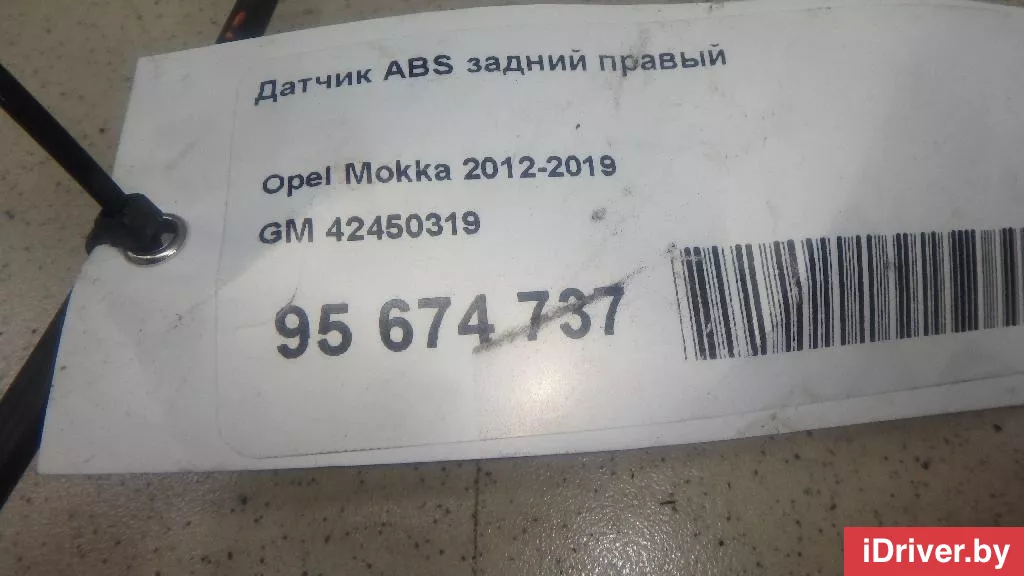 Датчик ABS задний правый
Opel Mokka 2012-2019
GM 42450319
95 674 737
iDriver.by